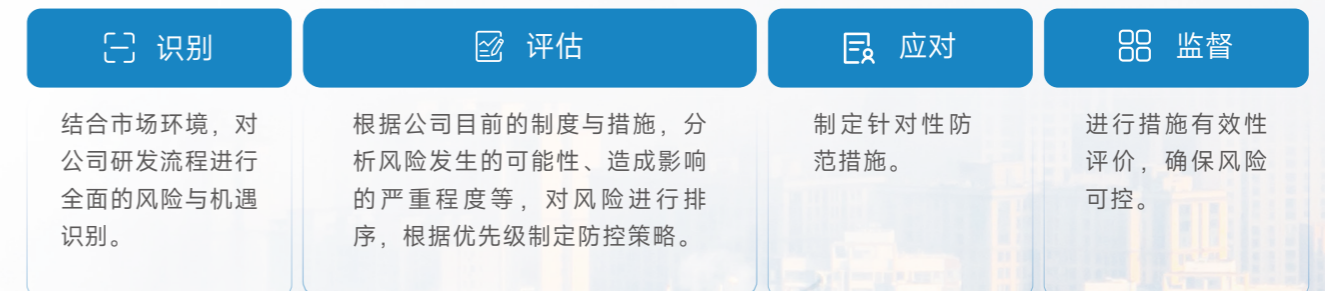 识别
结合市场环境，对
公司研发流程进行
全面的风险与机遇
识别。
评估
根据公司目前的制度与措施，分
析风险发生的可能性、造成影响
的严重程度等，对风险进行排
序，根据优先级制定防控策略。
应对
制定针对性防
范措施。
监督
进行措施有效性
评价，确保风险
可控。